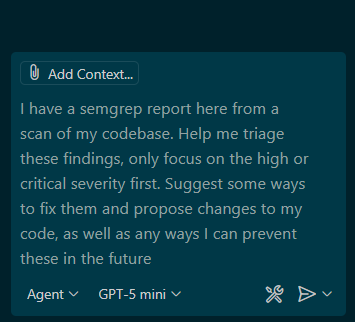 Add Context...
I have a semgrep report here from a
scan of my codebase. Help me triage
these findings, only focus on the high or
critical severity first. Suggest some ways
to fix them and propose changes to my
code, as well as any ways I can prevent
these in the future
Agent GPT-5 mini